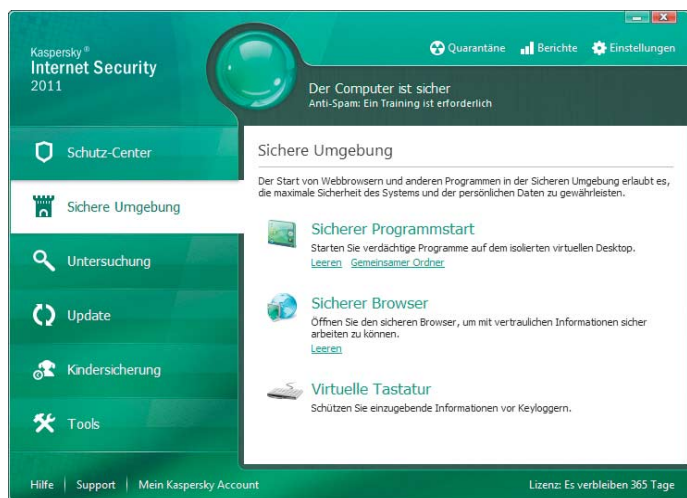 Kaspersky ®
Internet Security
2011
Quarantäne Berichte Einstellungen
Der Computer ist sicher
Anti-Spam: Ein Training ist erforderlich
Schutz-Center
Sichere Umgebung
Untersuchung
Update
Kindersicherung
Tools
Sichere Umgebung
Der Start von Webbrowsern und anderen Programmen in der Sicheren Umgebung erlaubt es,
die maximale Sicherheit des Systems und der persönlichen Daten zu gewährleisten.
Sicherer Programmstart
Starten Sie verdächtige Programme auf dem isolierten virtuellen Desktop.
Leeren Gemeinsamer Ordner
Sicherer Browser
Öffnen Sie den sicheren Browser, um mit vertraulichen Informationen sicher
arbeiten zu können.
Leeren
Virtuelle Tastatur
Schützen Sie einzugebende Informationen vor Keyloggern.
Hilfe | Support | Mein Kaspersky Account
Lizenz: Es verbleiben 365 Tage